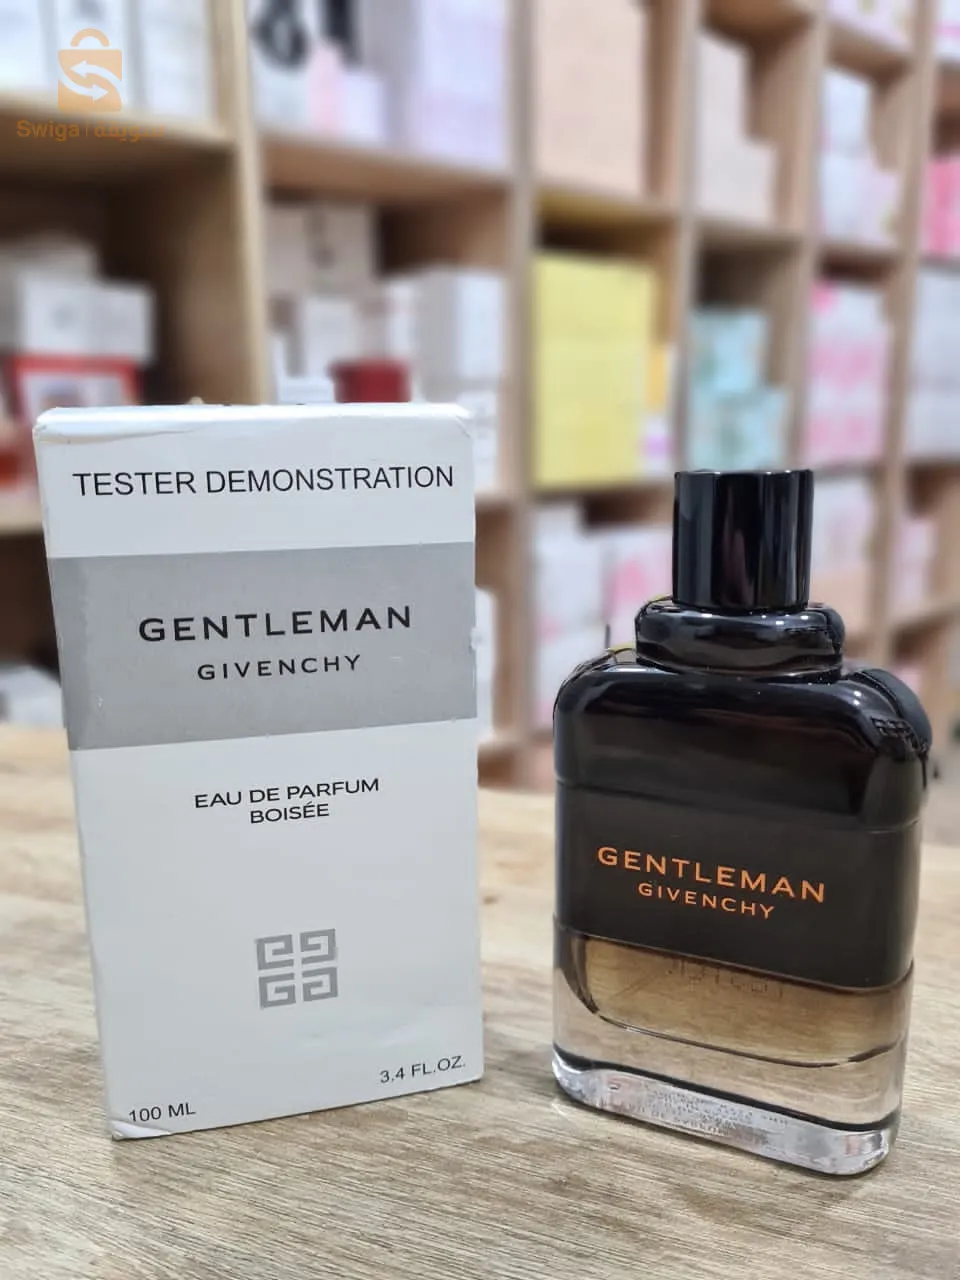 Swiga
TESTER DEMONSTRATION
GENTLEMAN
GIVENCHY
EAU DE PARFUM
BOISÉE
100 ML
3,4 FL.OZ.
GENTLEMAN
GIVENCHY